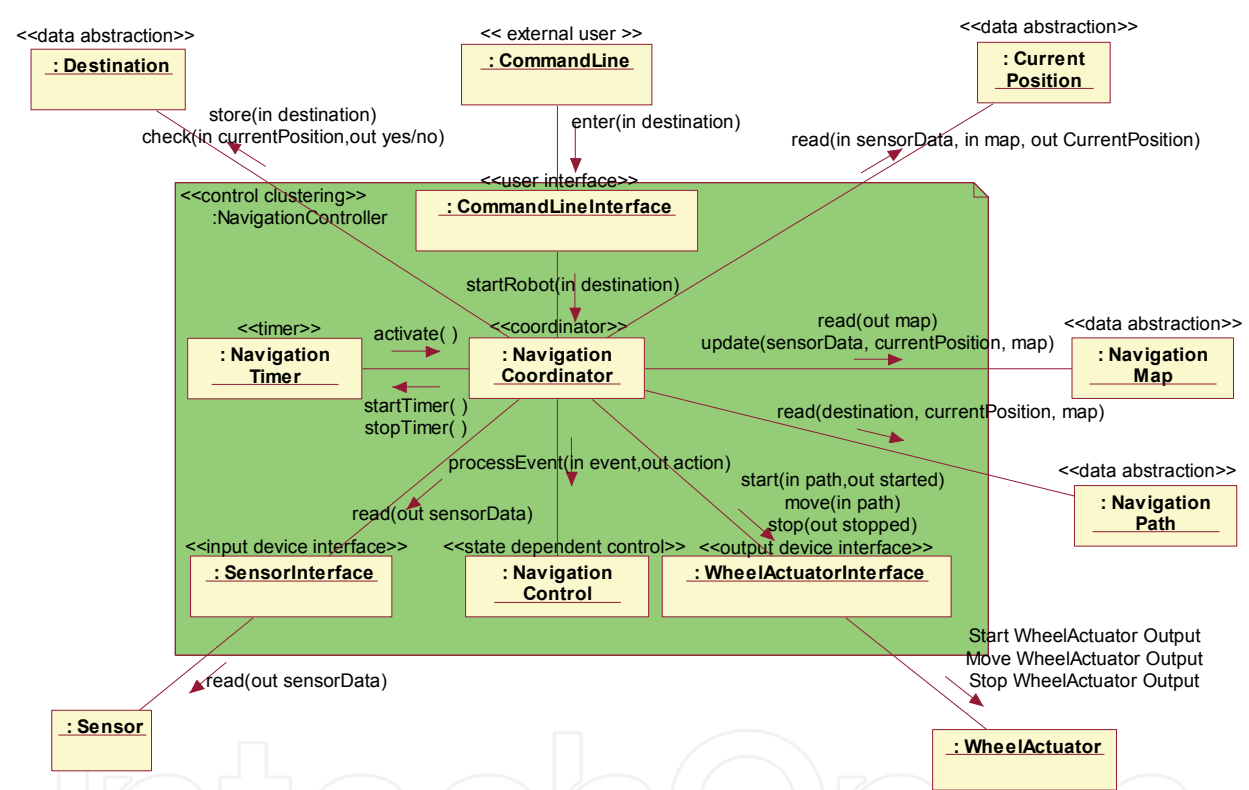 <<data abstraction>>
: Destination
<< external user >>
: CommandLine
<<data abstraction>>
: Current
Position
store(in destination)
check(in currentPosition,out yes/no)
enter(in destination)
read(in sensorData, in map, out CurrentPosition)
<<control clustering>>
:NavigationController
<<user interface>>
: CommandLineInterface
startRobot(in destination)
<<timer>>
: Navigation
Timer
activate( )
startTimer( )
stopTimer( )
<<coordinator>>
: Navigation
Coordinator
read(out map)
update(sensorData, currentPosition, map)
<<data abstraction>>
: Navigation
Map
read(destination, currentPosition, map)
<<data abstraction>>
: Navigation
Path
processEvent(in event,out action)
read(out sensorData)
start(in path,out started)
move(in path)
stop(out stopped)
<<input device interface>>
: SensorInterface
<<state dependent control>>
: Navigation
Control
<<output device interface>>
: WheelActuatorInterface
read(out sensorData)
: Sensor
Start WheelActuator Output
Move WheelActuator Output
Stop WheelActuator Output
: WheelActuator